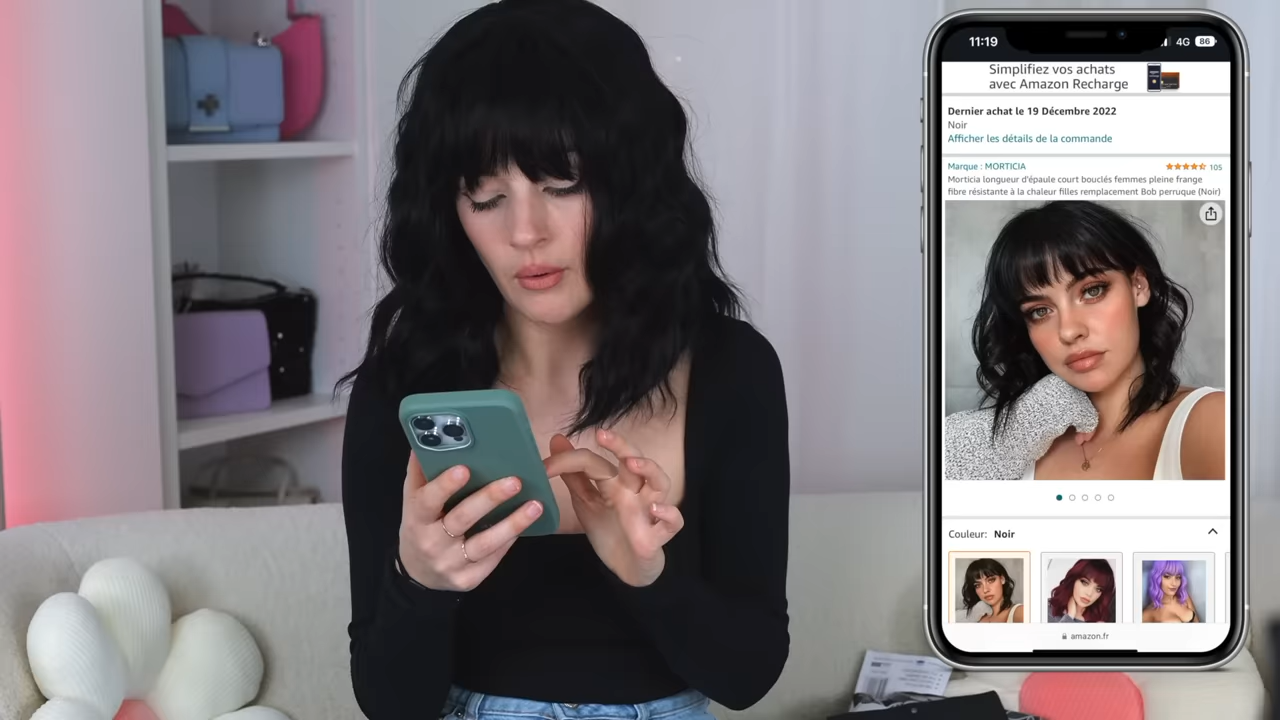 11:19
4G 86
Simplifiez vos achats
avec Amazon Recharge
Dernier achat le 19 Décembre 2022
Noir
Afficher les détails de la commande
Marque : MORTICIA
105
Morticia longueur d'épaule court bouclés femmes pleine frange
fibre résistante à la chaleur filles remplacement Bob perruque (Noir)
Couleur: Noir
amazon.fr